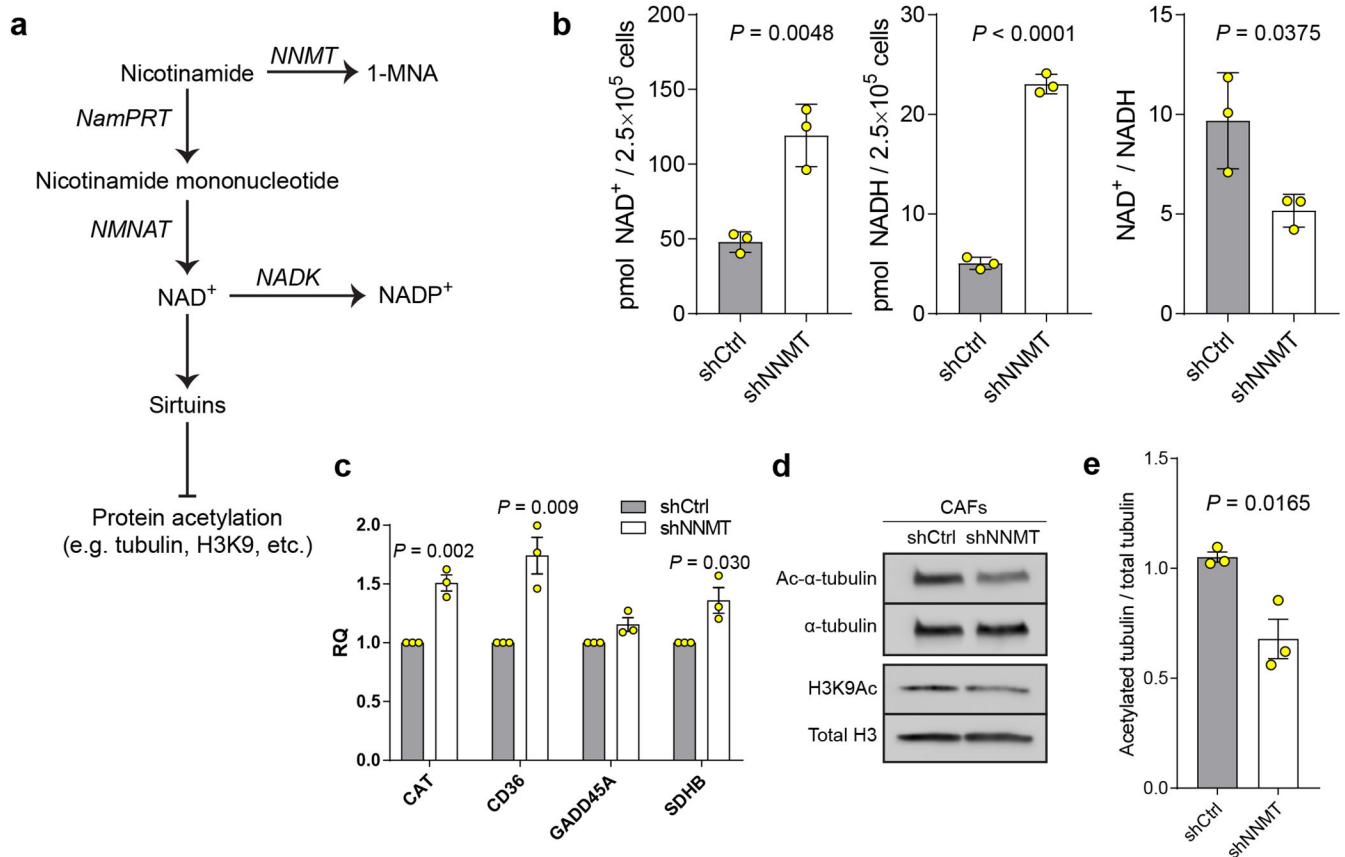 a
Nicotinamide
NNMT
1-MNA
NamPRT
Nicotinamide mononucleotide
NMNAT
NAD+
NADK
NADP+
Sirtuins
Protein acetylation
(e.g. tubulin, H3K9, etc.)
b
pmol NAD+ / 2.5×10^5 cells
200
150
100
50
0
P = 0.0048
shCtrl
shNNMT
pmol NADH / 2.5×10^5 cells
30
20
10
0
P < 0.0001
shCtrl
shNNMT
NAD+ / NADH
15
10
5
0
P = 0.0375
shCtrl
shNNMT
c
RQ
2.0
1.5
1.0
0.5
0.0
P = 0.002
P = 0.009
P = 0.030
shCtrl
shNNMT
CAT
CD36
GADD45A
SDHB
d
CAFs
shCtrl shNNMT
Ac-α-tubulin
α-tubulin
H3K9Ac
Total H3
e
Acetylated tubulin / total tubulin
1.5
1.0
0.5
0.0
P = 0.0165
shCtrl
shNNMT